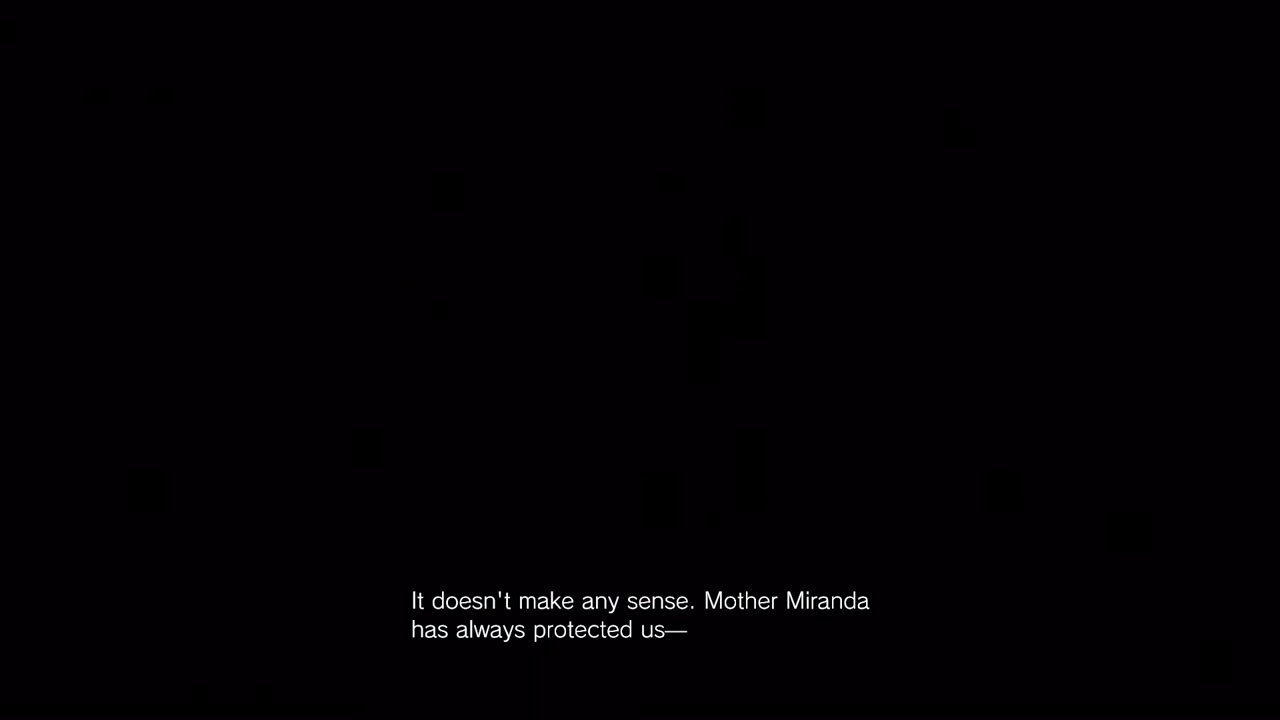 It doesn't make any sense. Mother Miranda
has always protected us—